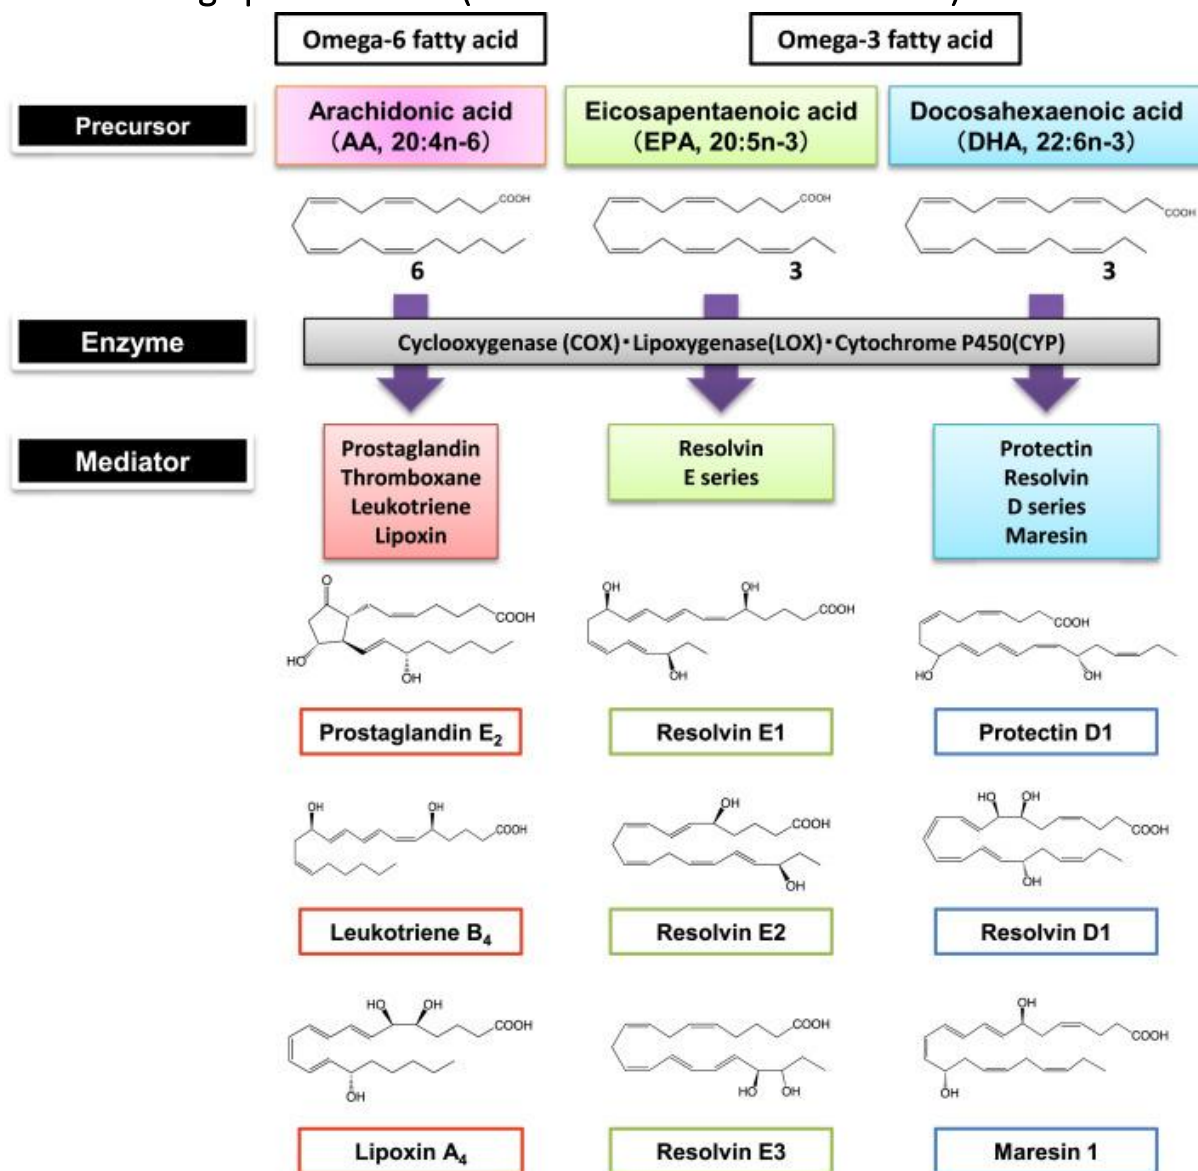 Omega-6 fatty acid
Omega-3 fatty acid
Precursor
Arachidonic acid
(AA, 20:4n-6)
Eicosapentaenoic acid
(EPA, 20:5n-3)
Docosahexaenoic acid
(DHA, 22:6n-3)
COOH
COOH
COOH
6
3
3
Enzyme
Cyclooxygenase (COX)・Lipoxygenase(LOX)・Cytochrome P450(CYP)
Mediator
Prostaglandin
Thromboxane
Leukotriene
Lipoxin
Resolvin
E series
Protectin
Resolvin
D series
Maresin
O
COOH
HO
OH
OH
OH
COOH
OH
COOH
HO
OH
Prostaglandin E2
Resolvin E1
Protectin D1
OH
OH
COOH
OH
COOH
OH
HO
OH
COOH
OH
Leukotriene B4
Resolvin E2
Resolvin D1
HO
OH
COOH
OH
COOH
HO
OH
OH
COOH
OH
Lipoxin A4
Resolvin E3
Maresin 1